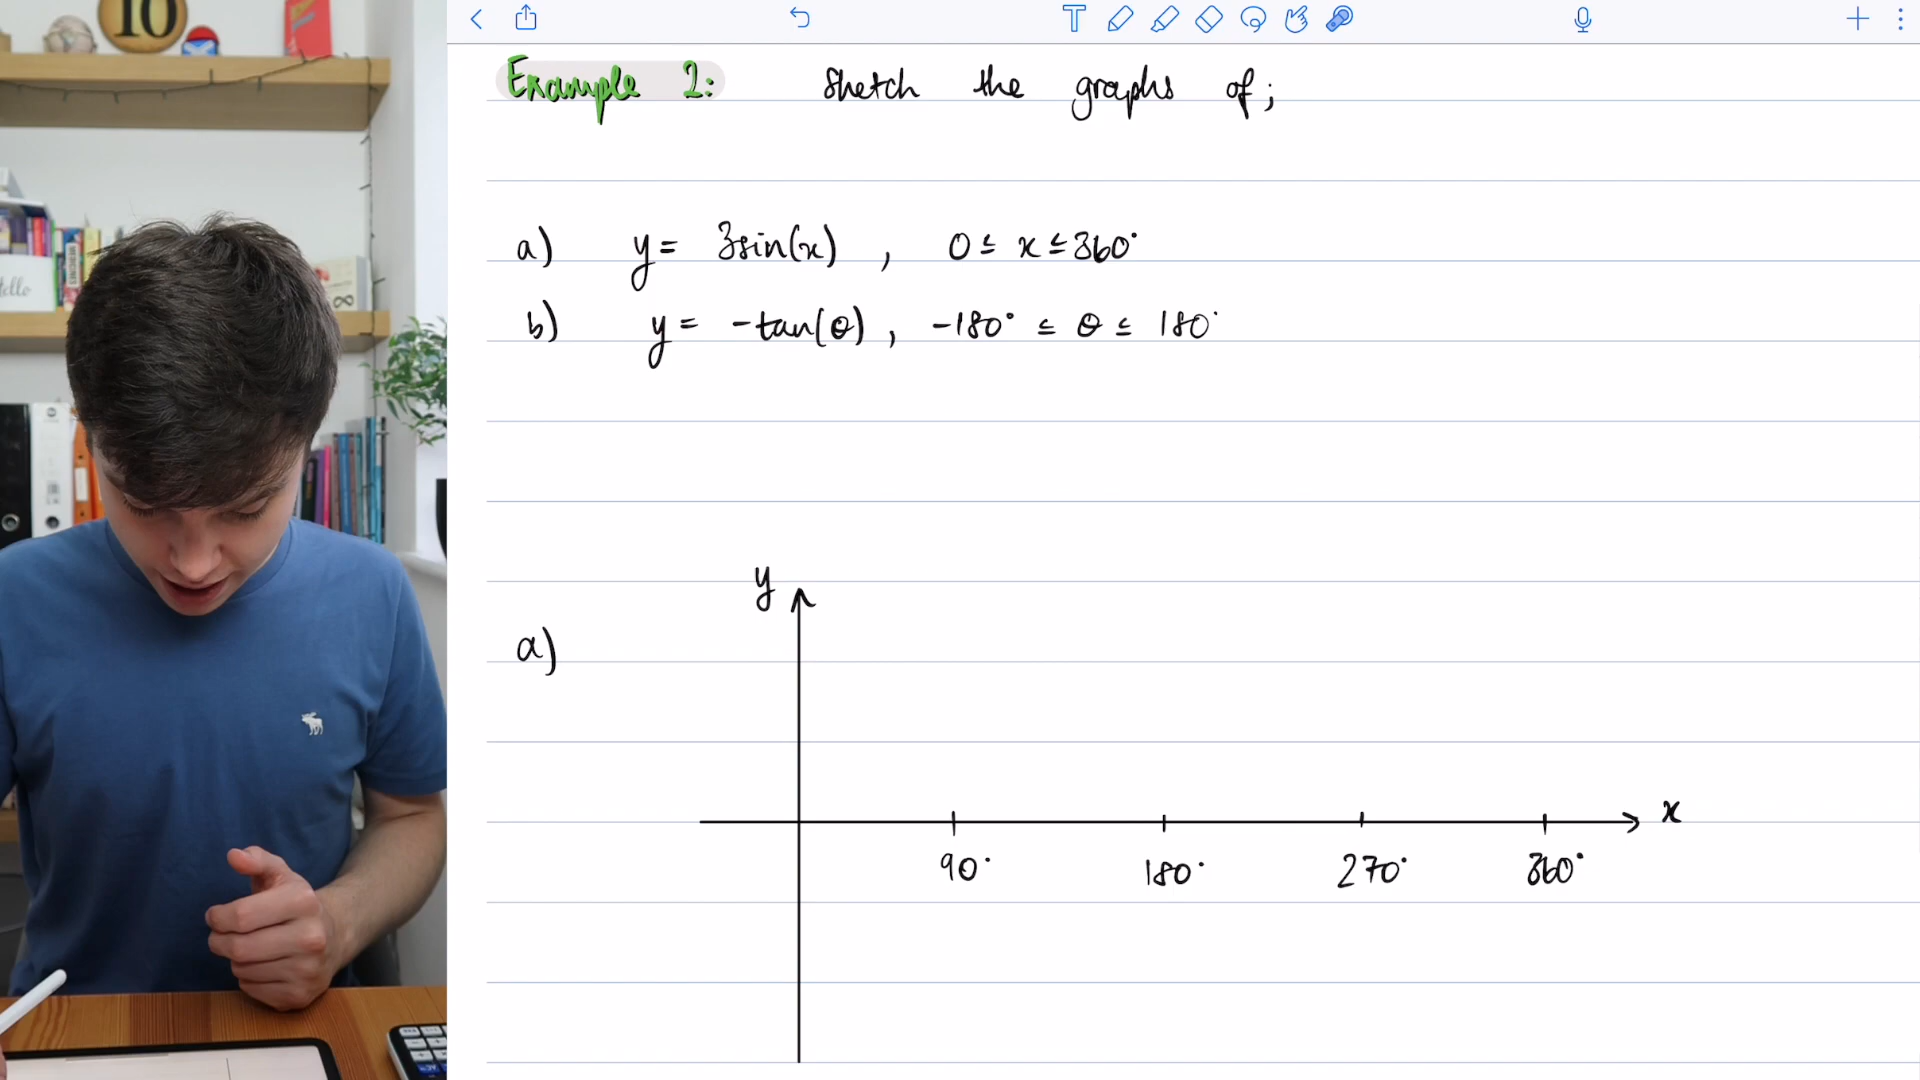 10
Example 2: Sketch the graphs of;
a) y = 3sin(x) , 0 ≤ x ≤ 360°
b) y = -tan(θ) , -180° ≤ θ ≤ 180°
y
a)
x
90° 180° 270° 360°